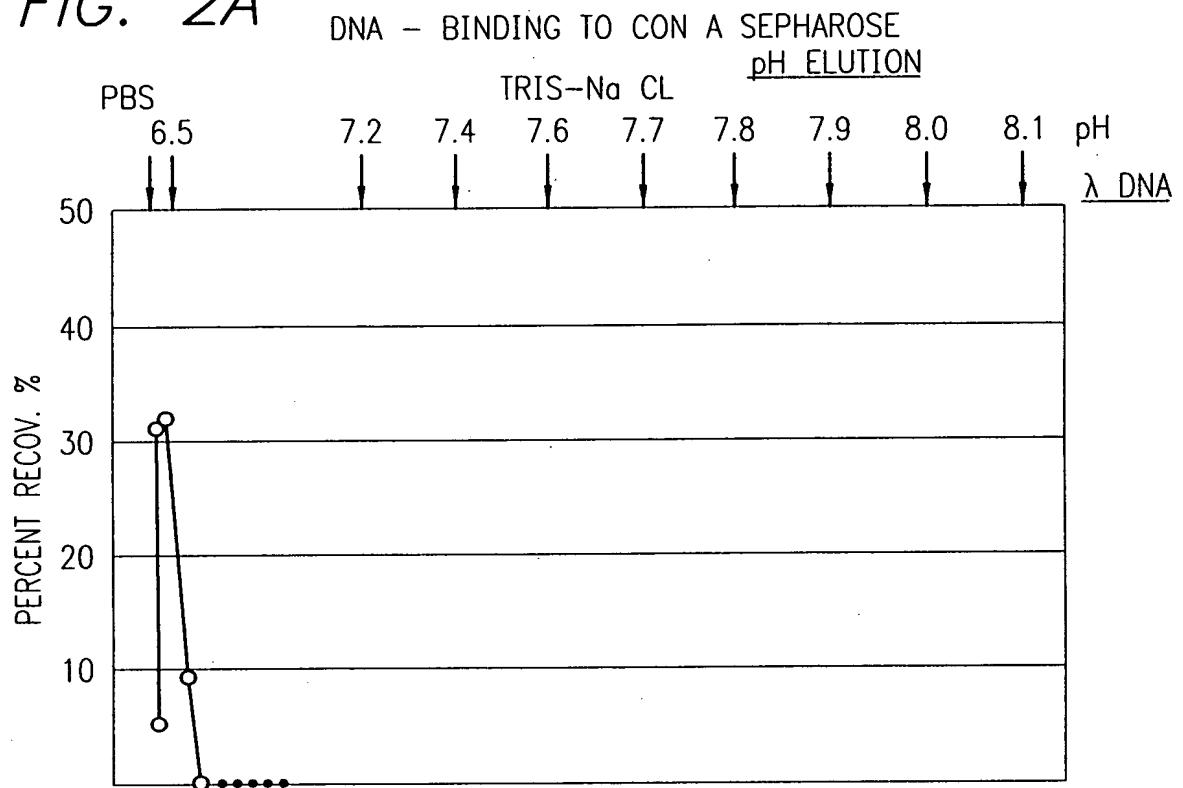 FIG. 2A
DNA – BINDING TO CON A SEPHAROSE
pH ELUTION
TRIS–Na CL
PBS
6.5 7.2 7.4 7.6 7.7 7.8 7.9 8.0 8.1 pH
λ DNA
50
40
30
20
10
PERCENT RECOV. %